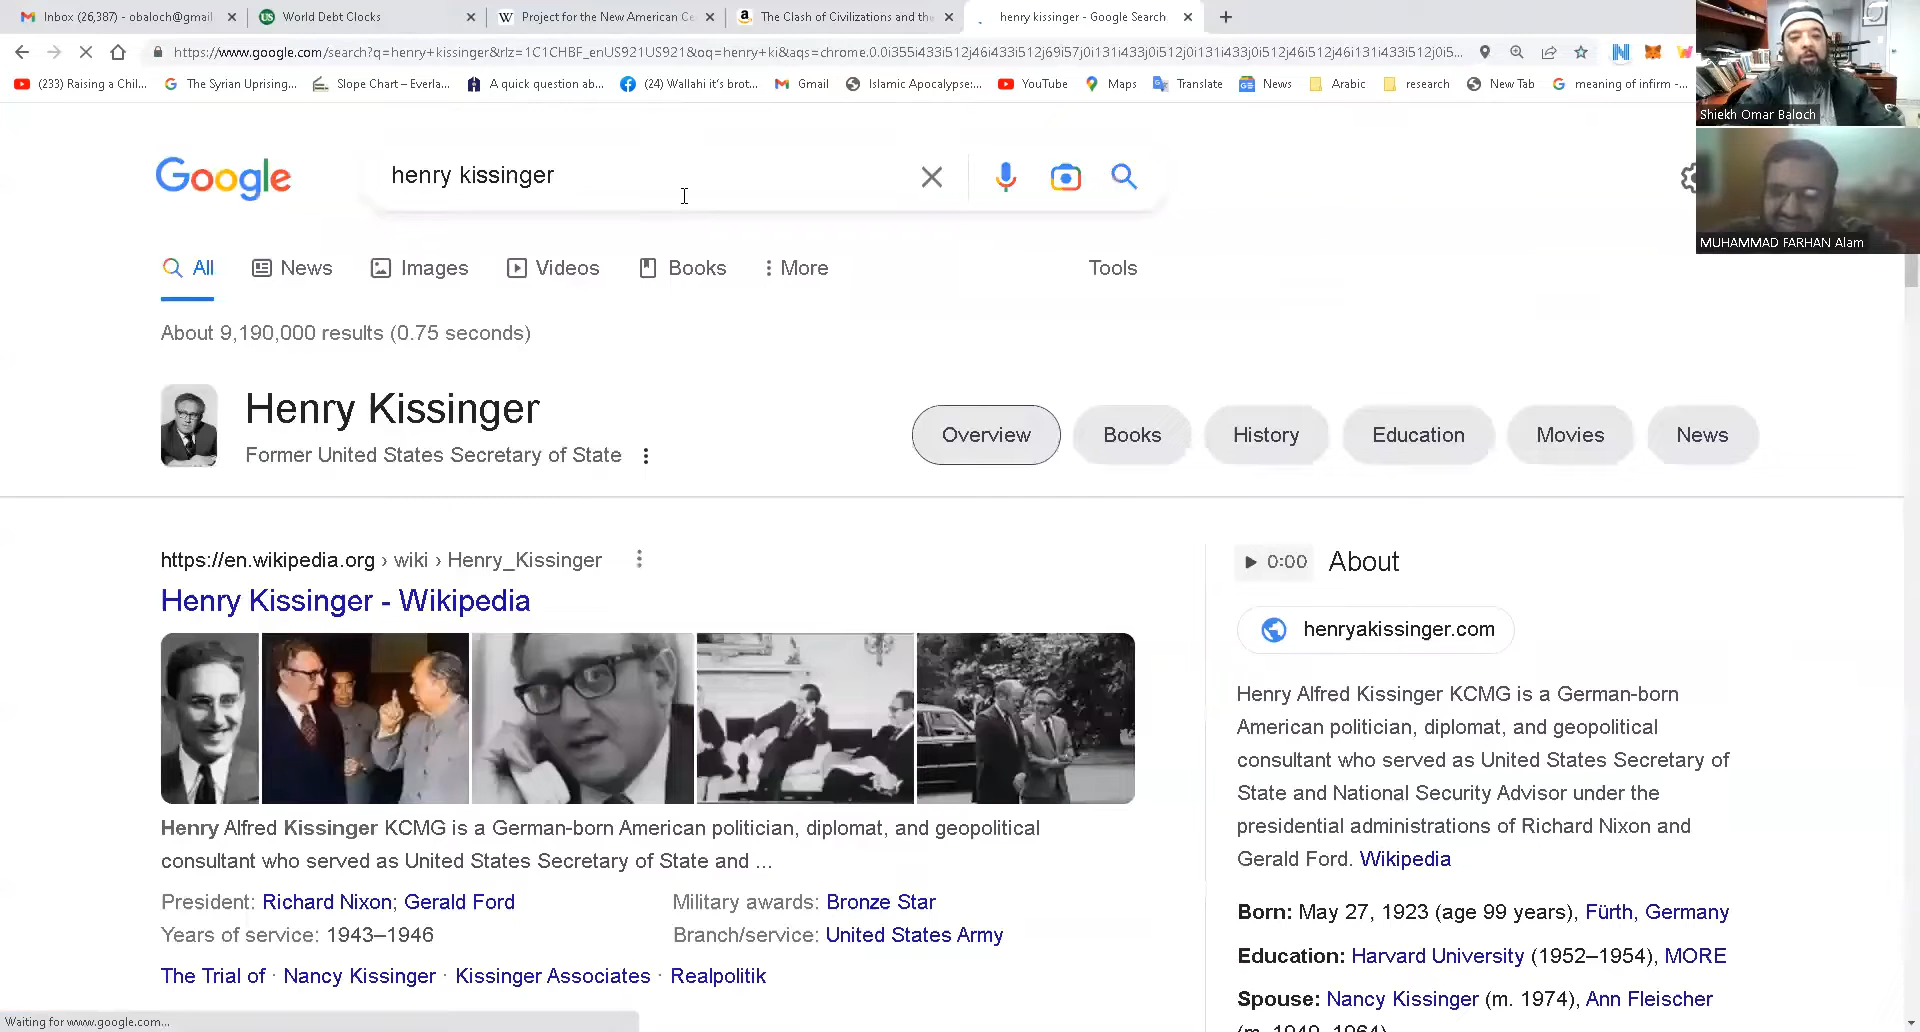 Inbox (26,387) - obaloch@gmail
World Debt Clocks
Project for the New American Ce
The Clash of Civilizations and the
henry kissinger - Google Search
https://www.google.com/search?q=henry+kissinger&rlz=1C1CHBF_enUS921US921&oq=henry+ki&aqs=chrome.0.0i355i433i512j46i433i512j69i57j0i131i433j0i512j0i131i433j0i512j46i512j46i131i433i512j0i5...
(233) Raising a Chil...
The Syrian Uprising...
Slope Chart – Everla...
A quick question ab...
(24) Wallahi it's brot...
Gmail
Islamic Apocalypse:...
YouTube
Maps
Translate
News
Arabic
research
New Tab
meaning of infirm -...
Shiekh Omar Baloch
MUHAMMAD FARHAN Alam
Google
henry kissinger
All
News
Images
Videos
Books
More
Tools
About 9,190,000 results (0.75 seconds)
Henry Kissinger
Former United States Secretary of State
Overview
Books
History
Education
Movies
News
https://en.wikipedia.org › wiki › Henry_Kissinger
Henry Kissinger - Wikipedia
Henry Alfred Kissinger KCMG is a German-born American politician, diplomat, and geopolitical
consultant who served as United States Secretary of State and ...
President: Richard Nixon; Gerald Ford
Military awards: Bronze Star
Years of service: 1943–1946
Branch/service: United States Army
The Trial of · Nancy Kissinger · Kissinger Associates · Realpolitik
0:00
About
henryakissinger.com
Henry Alfred Kissinger KCMG is a German-born
American politician, diplomat, and geopolitical
consultant who served as United States Secretary of
State and National Security Advisor under the
presidential administrations of Richard Nixon and
Gerald Ford. Wikipedia
Born: May 27, 1923 (age 99 years), Fürth, Germany
Education: Harvard University (1952–1954), MORE
Spouse: Nancy Kissinger (m. 1974), Ann Fleischer
(m. 1949–1964)
Waiting for www.google.com...